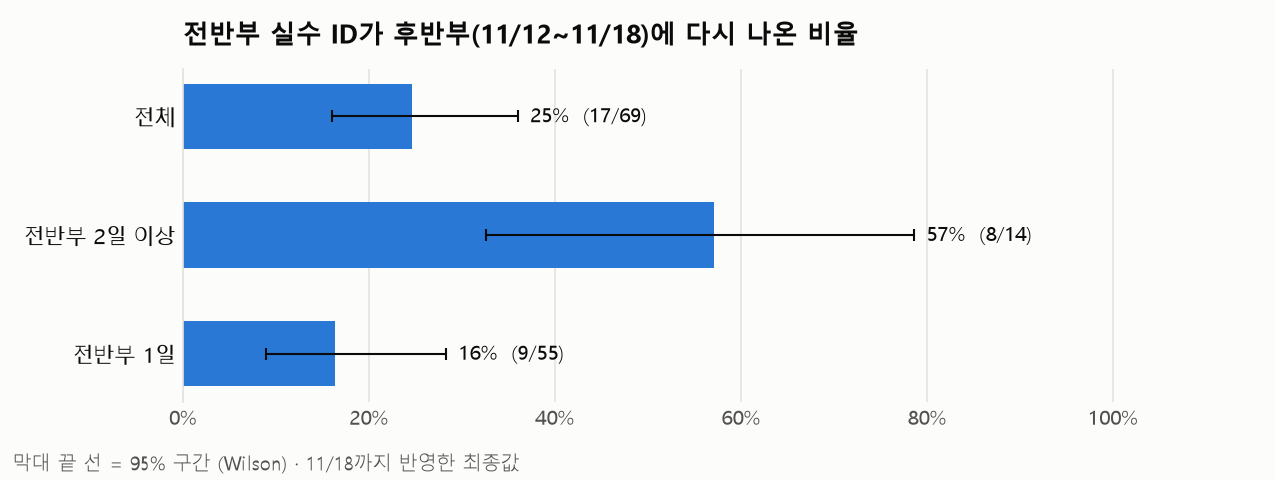 전반부 실수 ID가 후반부(11/12~11/18)에 다시 나온 비율
전체
25% (17/69)
전반부 2일 이상
57% (8/14)
전반부 1일
16% (9/55)
0% 20% 40% 60% 80% 100%
막대 끝 선 = 95% 구간 (Wilson) · 11/18까지 반영한 최종값